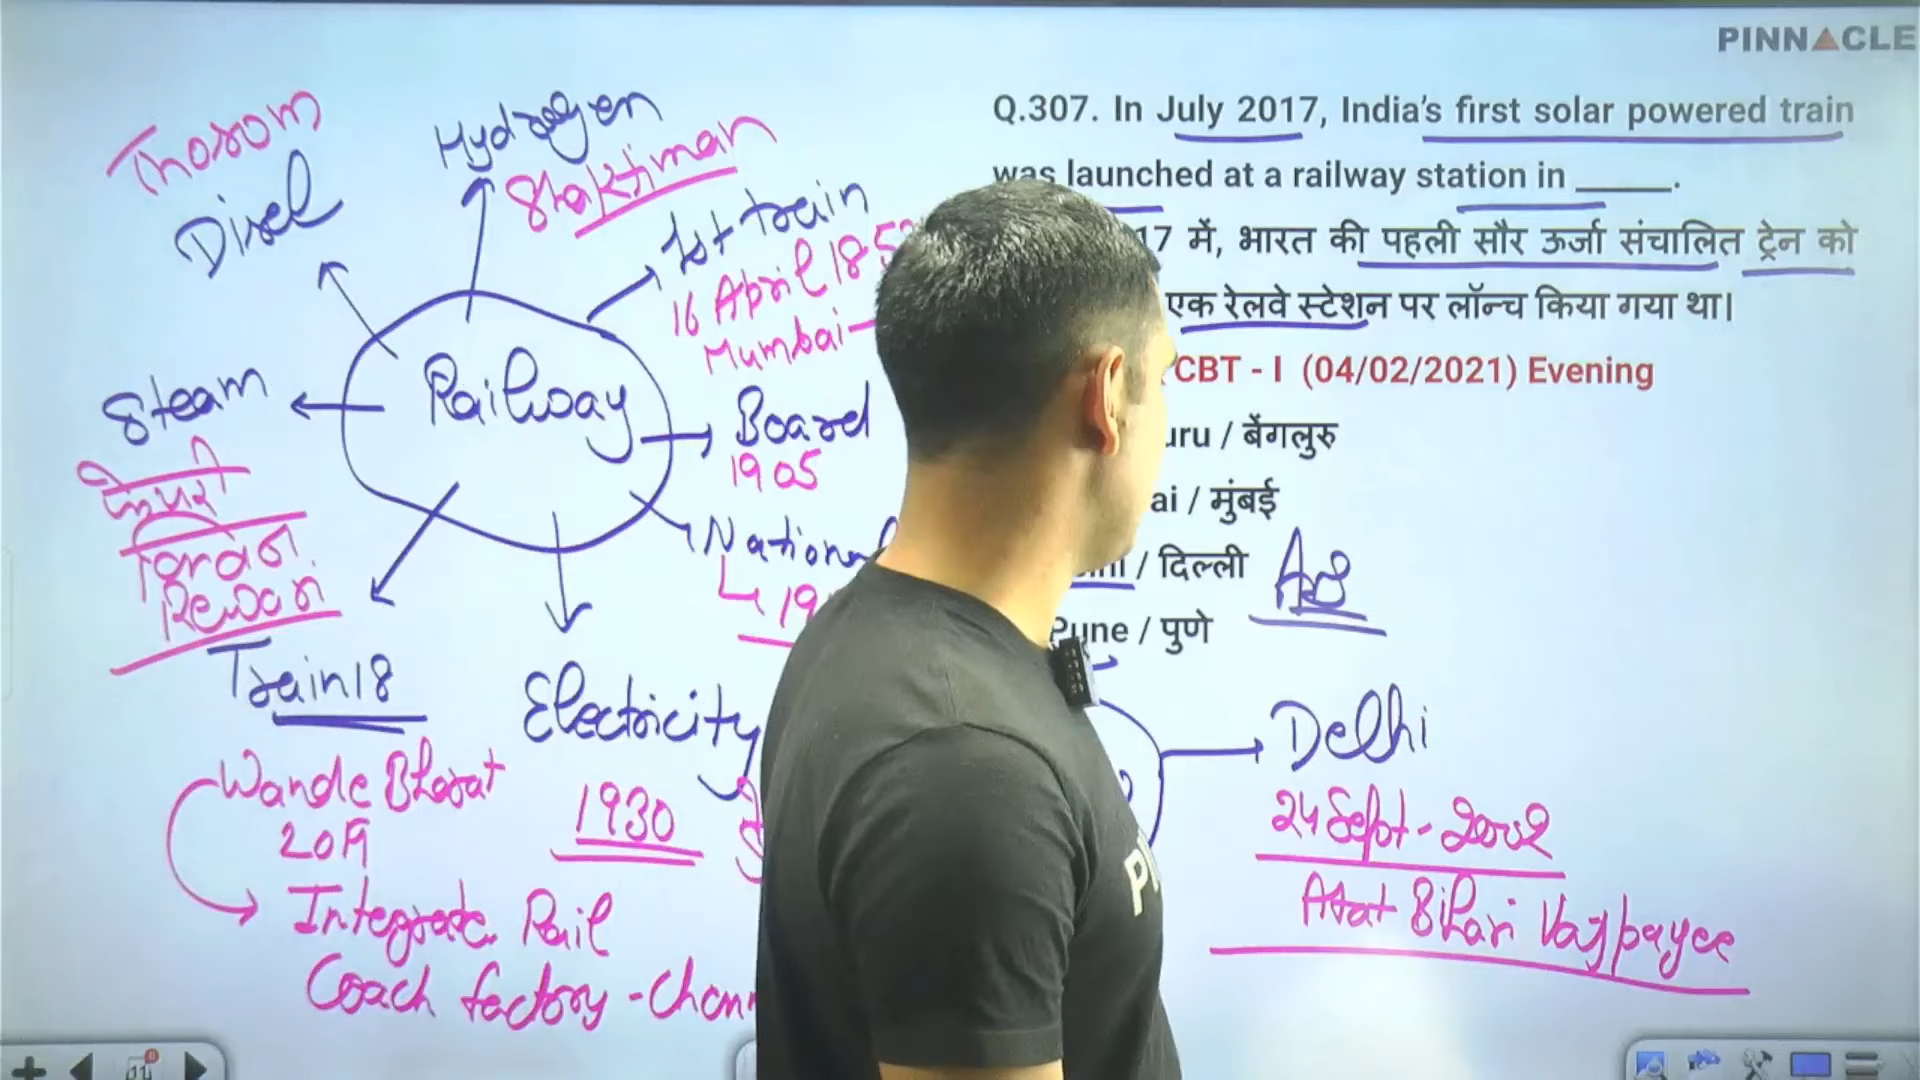 PINNACLE
Q.307. In July 2017, India's first solar powered train
was launched at a railway station in _____.
17 में, भारत की पहली सौर ऊर्जा संचालित ट्रेन को
एक रेलवे स्टेशन पर लॉन्च किया गया था।
CBT - I (04/02/2021) Evening
uru / बेंगलुरु
ai / मुंबई
/ दिल्ली
Pune / पुणे
Delhi
24 Sept - 2002
Bihari Vajpayee
Thorom
Disel
Hydrogen
Shaktiman
1st train
16 April 185
Mumbai-
Railway
Steam
Board
1905
National
19
Rewari
Train18
Wande Bharat
2019
Integrate Rail
Coach factory -
Electricity
1930